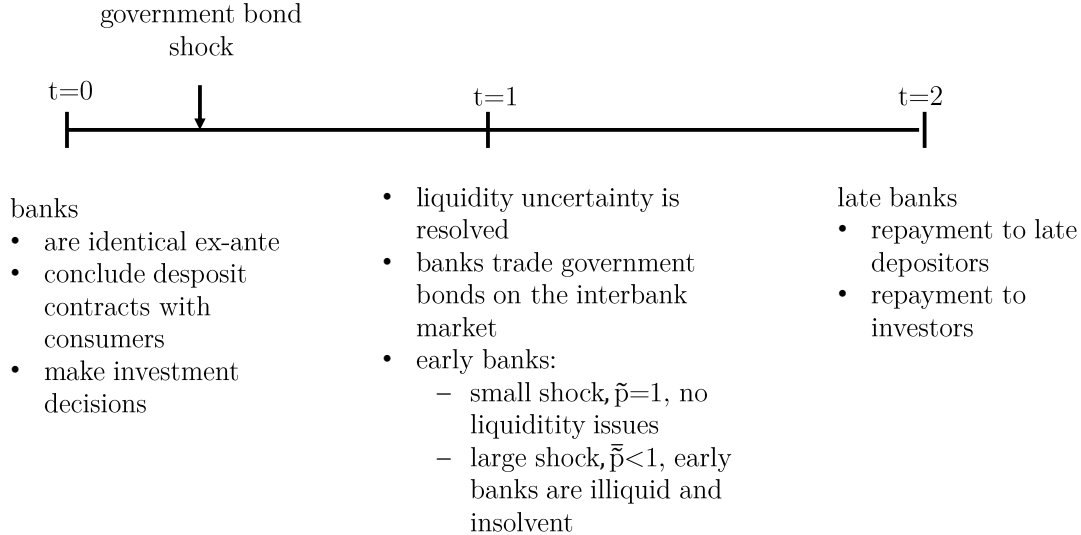 government bond
shock
t=0
t=1
t=2
banks
• are identical ex-ante
• conclude desposit
contracts with
consumers
• make investment
decisions
• liquidity uncertainty is
resolved
• banks trade government
bonds on the interbank
market
• early banks:
– small shock, p̃=1, no
liquiditity issues
– large shock, p̃̄<1, early
banks are illiquid and
insolvent
late banks
• repayment to late
depositors
• repayment to
investors